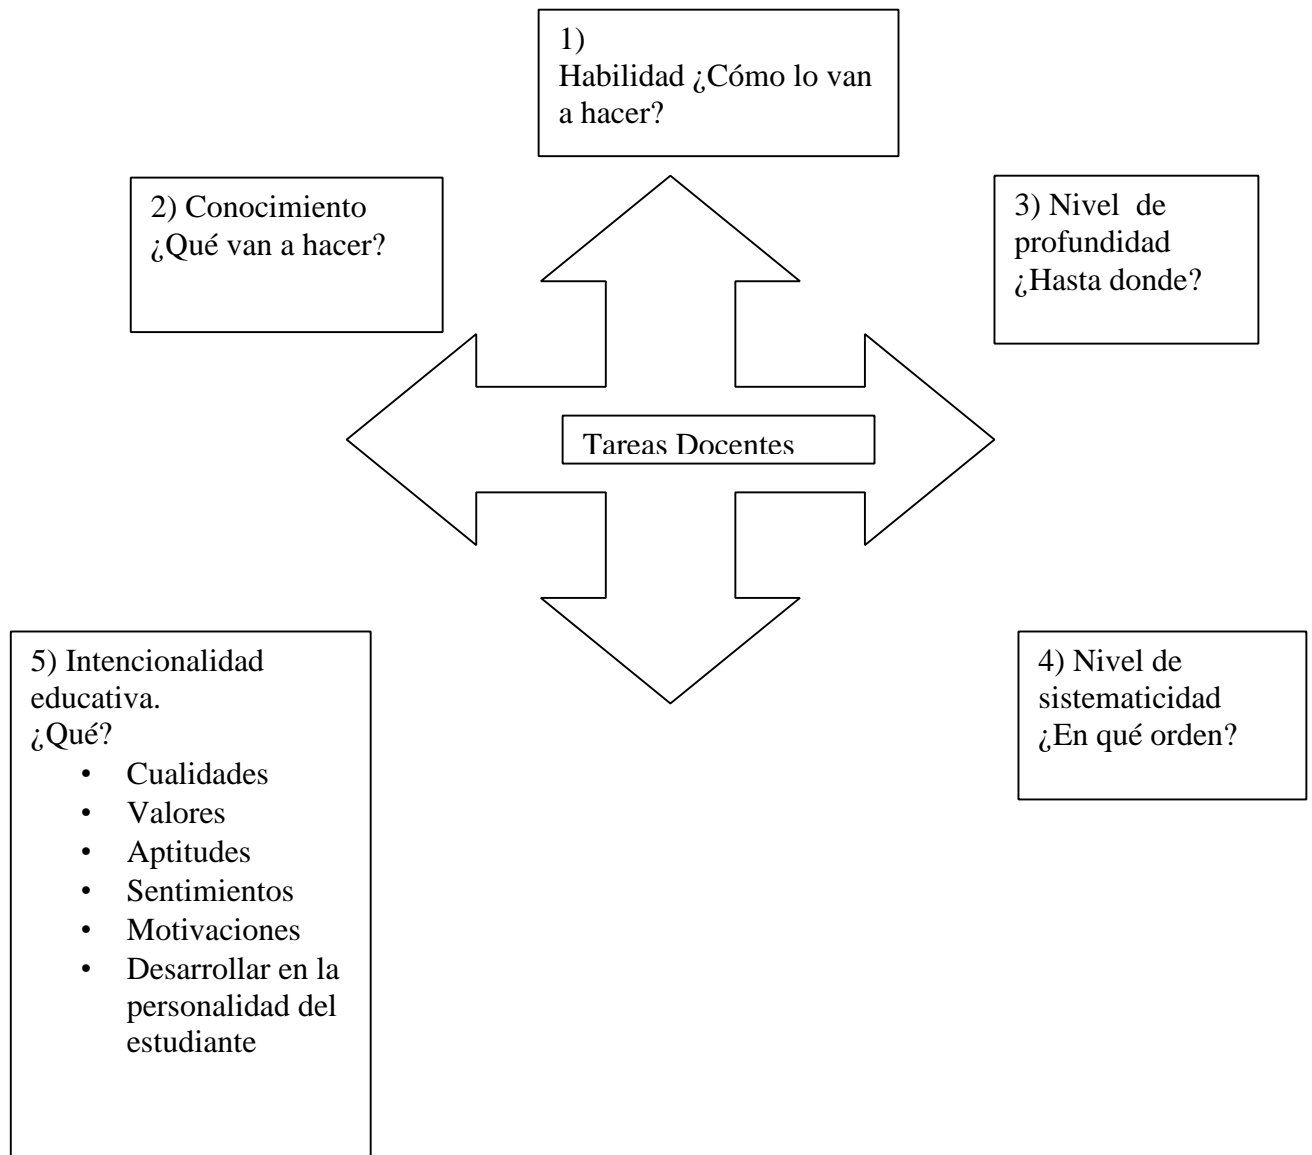 1)
Habilidad ¿Cómo lo van
a hacer?
2) Conocimiento
¿Qué van a hacer?
3) Nivel de
profundidad
¿Hasta donde?
Tareas Docentes
4) Nivel de
sistematicidad
¿En qué orden?
5) Intencionalidad
educativa.
¿Qué?
• Cualidades
• Valores
• Aptitudes
• Sentimientos
• Motivaciones
• Desarrollar en la
personalidad del
estudiante